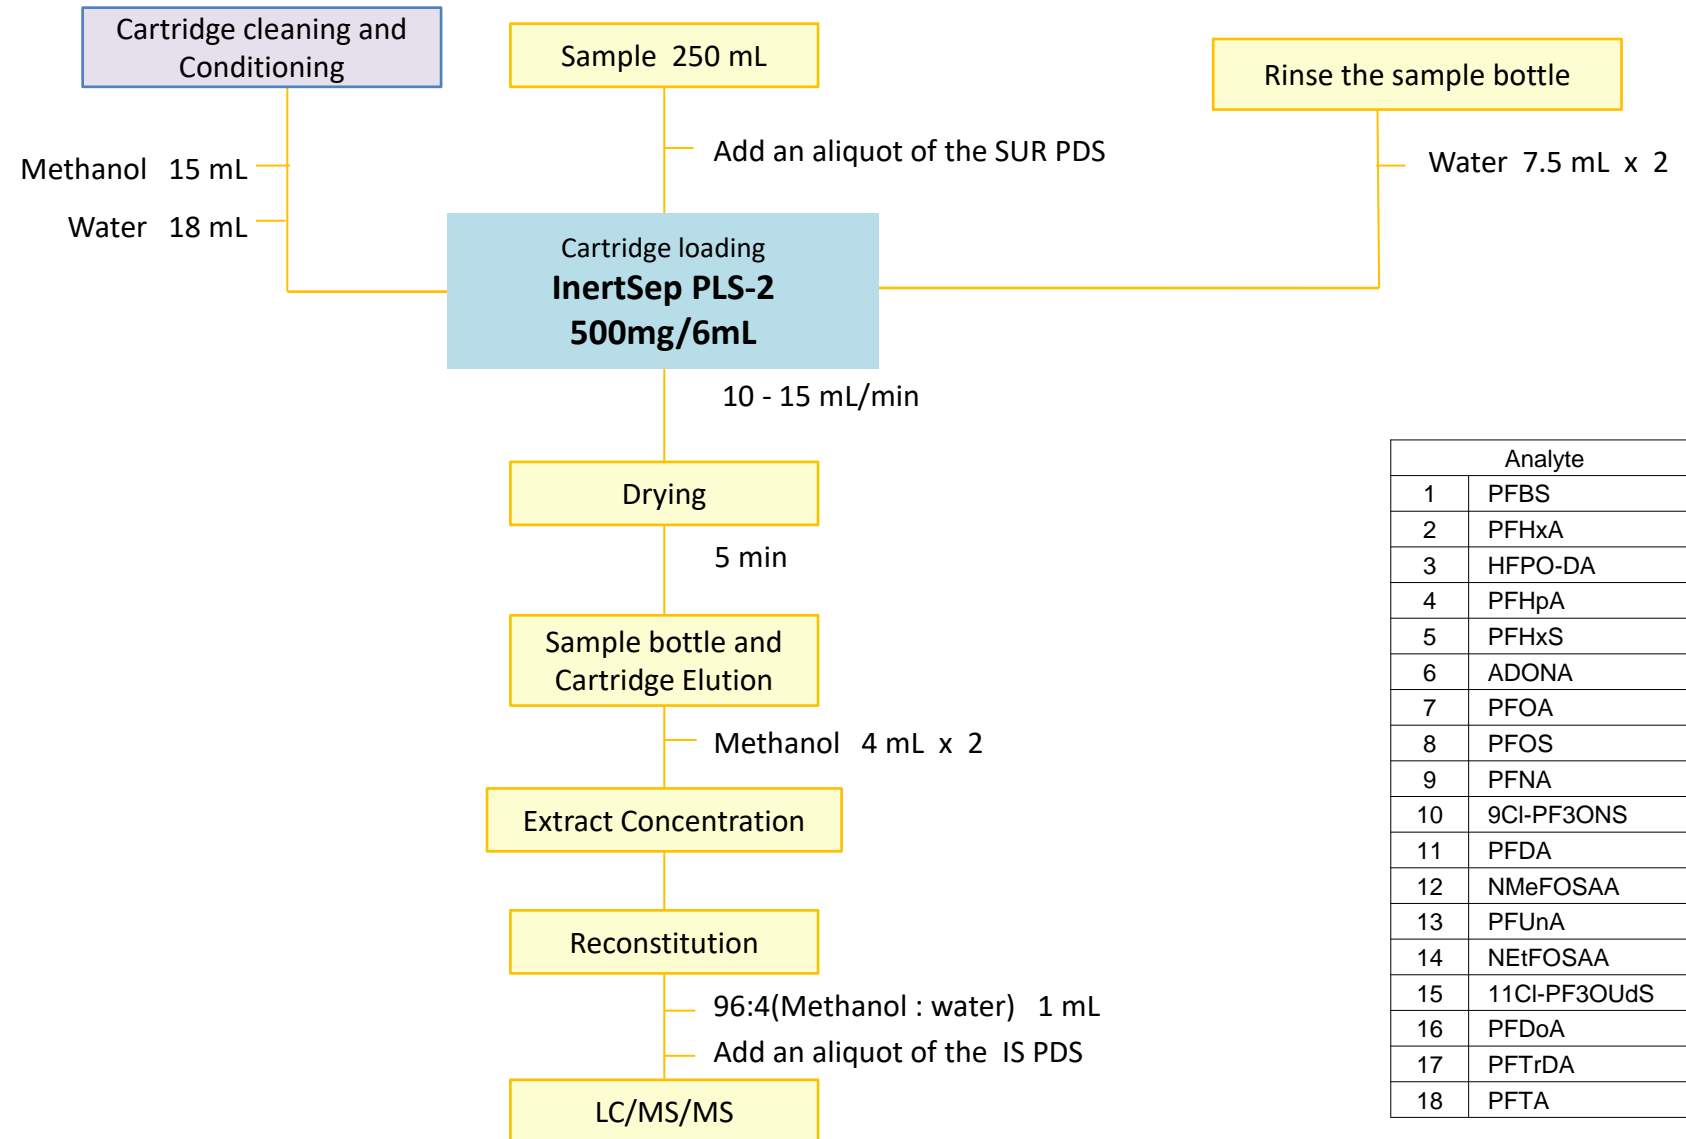 Cartridge cleaning and
Conditioning
Methanol 15 mL
Water 18 mL
Sample 250 mL
Add an aliquot of the SUR PDS
Rinse the sample bottle
Water 7.5 mL x 2
Cartridge loading
InertSep PLS-2
500mg/6mL
10 - 15 mL/min
Drying
5 min
Sample bottle and
Cartridge Elution
Methanol 4 mL x 2
Extract Concentration
Reconstitution
96:4(Methanol : water) 1 mL
Add an aliquot of the IS PDS
LC/MS/MS
Analyte
1 PFBS
2 PFHxA
3 HFPO-DA
4 PFHpA
5 PFHxS
6 ADONA
7 PFOA
8 PFOS
9 PFNA
10 9Cl-PF3ONS
11 PFDA
12 NMeFOSAA
13 PFUnA
14 NEtFOSAA
15 11Cl-PF3OUdS
16 PFDoA
17 PFTrDA
18 PFTA